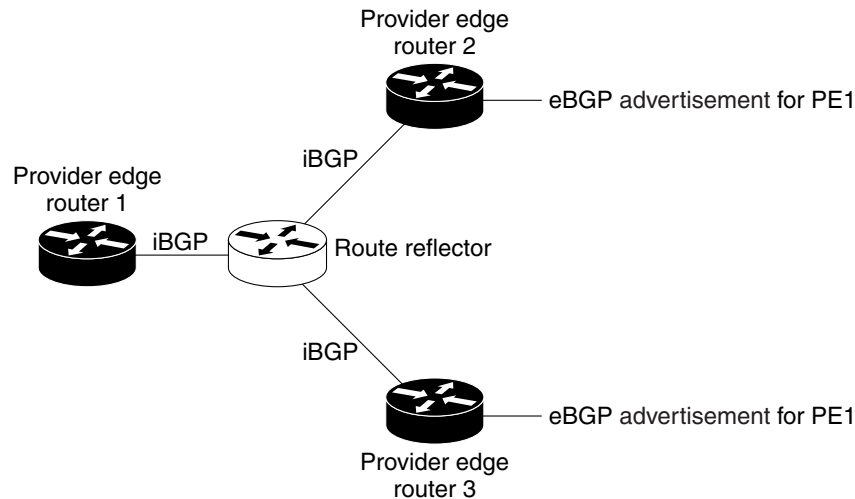 Provider edge
router 2
eBGP advertisement for PE1
iBGP
Provider edge
router 1
iBGP
Route reflector
iBGP
eBGP advertisement for PE1
Provider edge
router 3